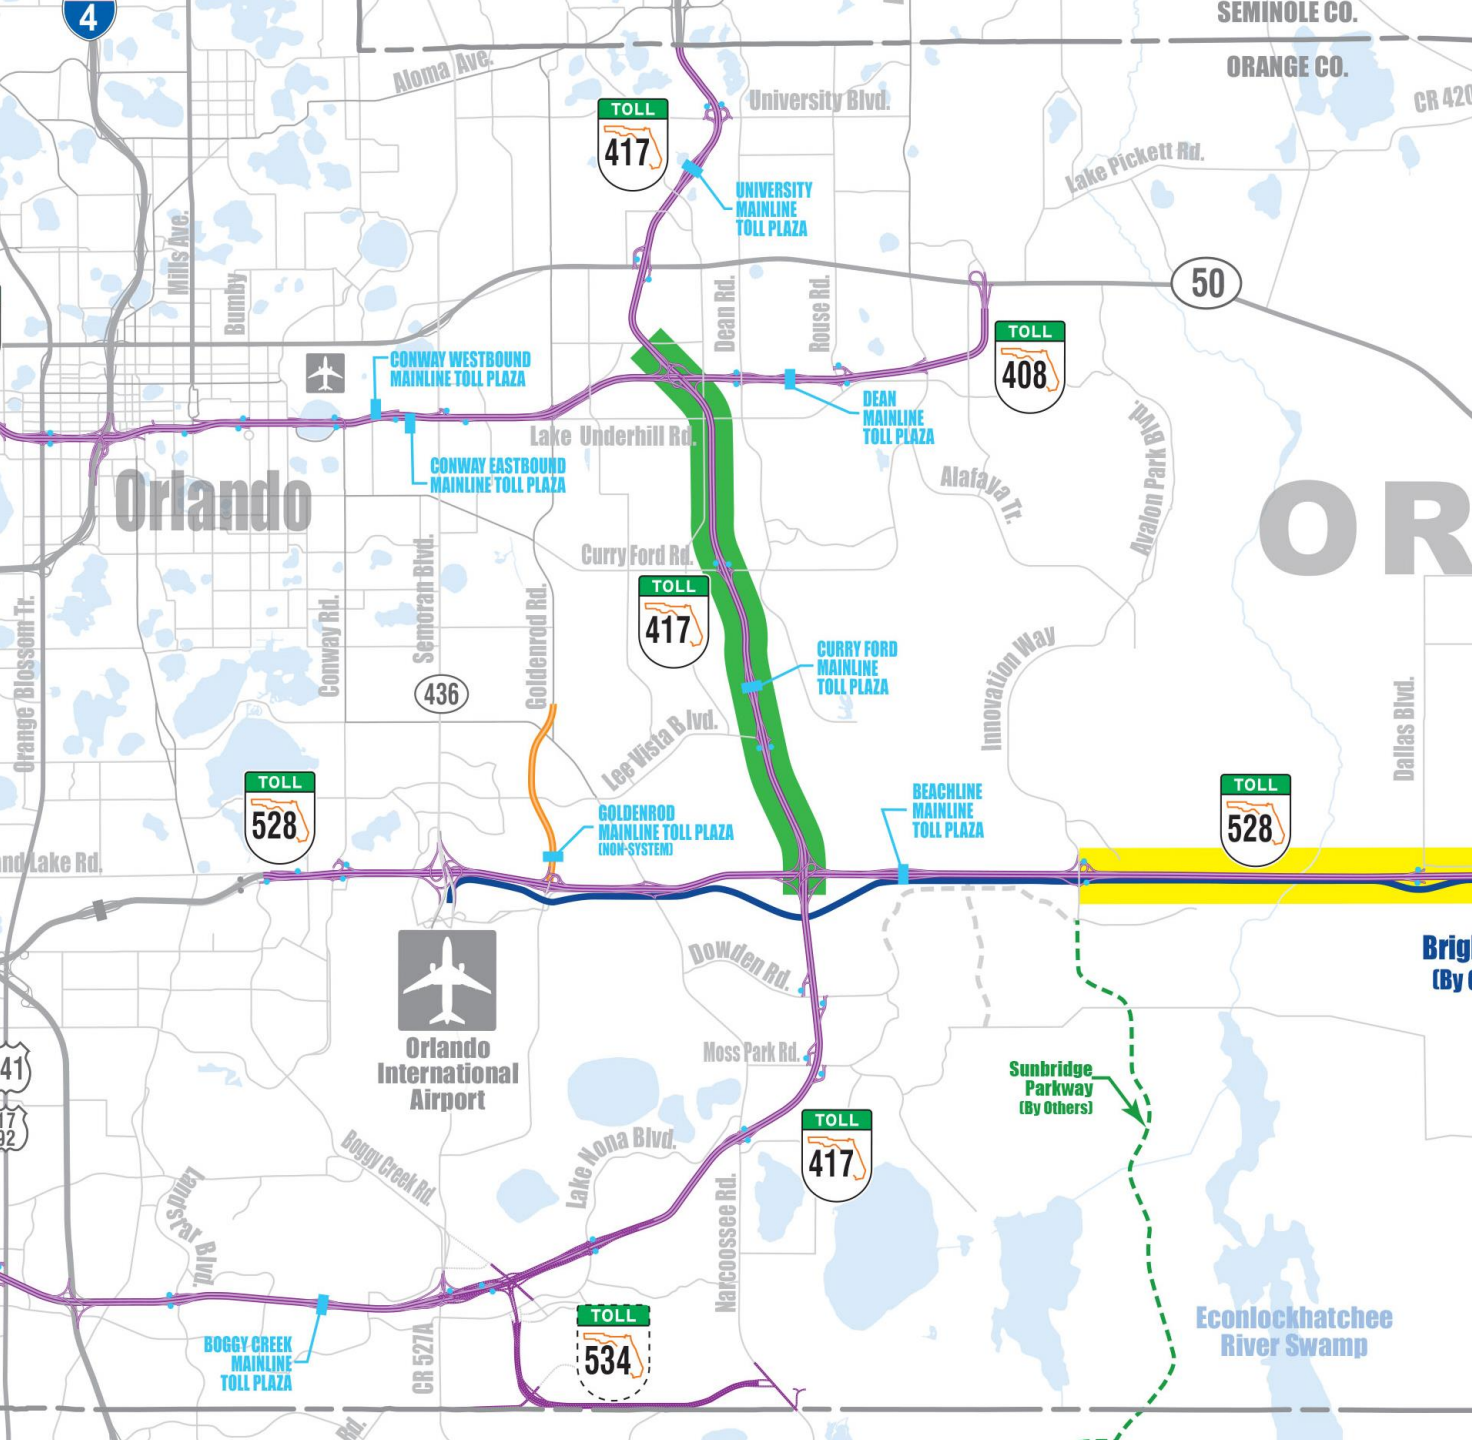 4
SEMINOLE CO.
ORANGE CO.
Aloma Ave.
University Blvd.
CR 420
TOLL
417
Lake Pickett Rd.
UNIVERSITY
MAINLINE
TOLL PLAZA
Mills Ave.
Bumby
Dean Rd.
Rouse Rd.
50
TOLL
408
CONWAY WESTBOUND
MAINLINE TOLL PLAZA
DEAN
MAINLINE
TOLL PLAZA
Lake Underhill Rd.
CONWAY EASTBOUND
MAINLINE TOLL PLAZA
Orlando
Alafaya Tr.
Avalon Park Blvd.
OR
Curry Ford Rd.
TOLL
417
Semoran Blvd.
Conway Rd.
Goldenrod Rd.
Orange Blossom Tr.
436
CURRY FORD
MAINLINE
TOLL PLAZA
Innovation Way
Dallas Blvd.
Lee Vista Blvd.
TOLL
528
GOLDENROD
MAINLINE TOLL PLAZA
(NON-SYSTEM)
BEACHLINE
MAINLINE
TOLL PLAZA
TOLL
528
nd Lake Rd.
Brig
(By
Dowden Rd.
Orlando
International
Airport
Moss Park Rd.
41
17
92
Sunbridge
Parkway
(By Others)
TOLL
417
Boggy Creek Rd.
Lake Nona Blvd.
Landstar Blvd.
Narcoossee Rd.
TOLL
534
BOGGY CREEK
MAINLINE
TOLL PLAZA
CR 527A
Econlockhatchee
River Swamp
Rd.